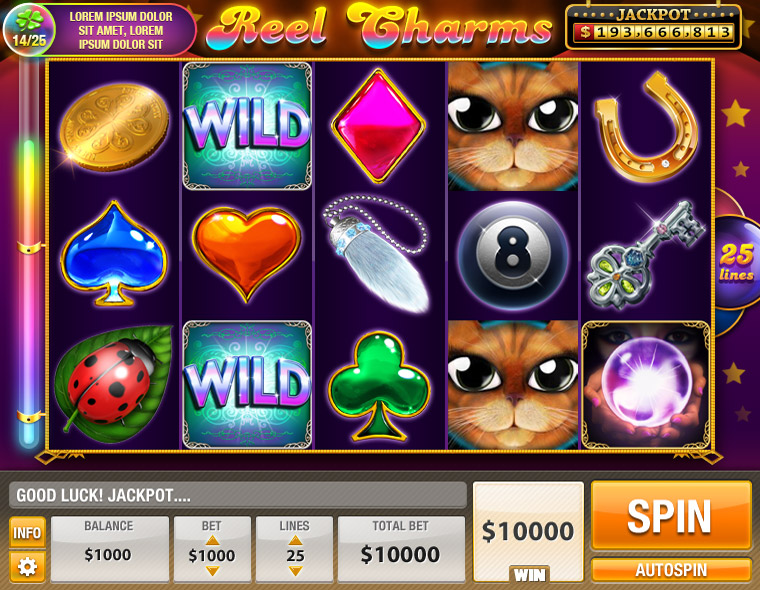 LOREM IPSUM DOLOR
SIT AMET, LOREM
IPSUM DOLOR SIT
14/25
Reel Charms
JACKPOT
$193,666,813
WILD
8
25
lines
WILD
GOOD LUCK! JACKPOT....
INFO
BALANCE
$1000
BET
$1000
LINES
25
TOTAL BET
$10000
$10000
WIN
SPIN
AUTOSPIN